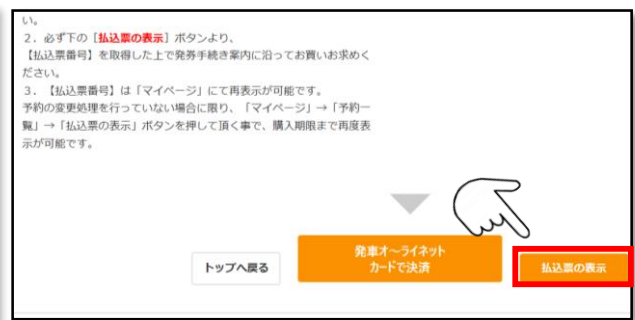 い。
2．必ず下の［払込票の表示］ボタンより、
【払込票番号】を取得した上で発券手続き案内に沿ってお買いお求めく
ださい。
3．【払込票番号】は「マイページ」にて再表示が可能です。
予約の変更処理を行っていない場合に限り、「マイページ」→「予約一
覧」→「払込票の表示」ボタンを押して頂く事で、購入期限まで再度表
示が可能です。
トップへ戻る
発車オ～ライネット
カードで決済
払込票の表示